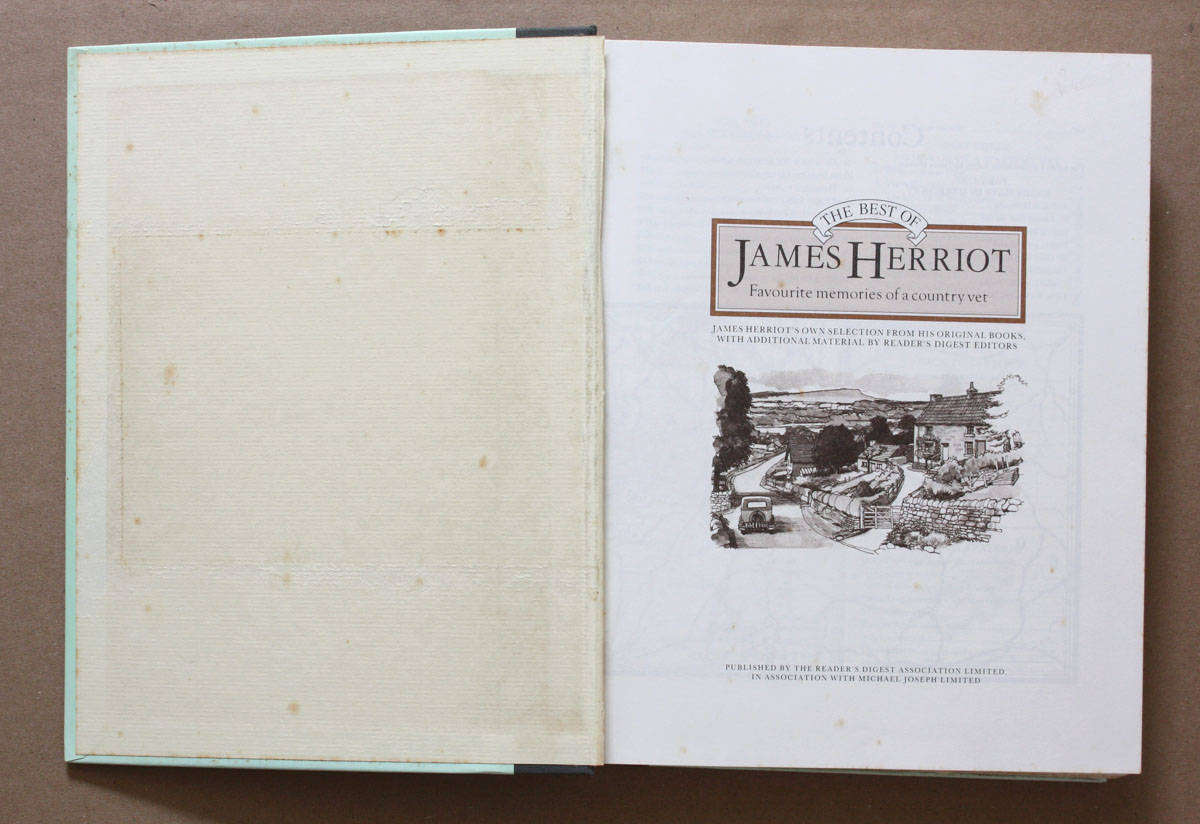 THE BEST OF
JAMES HERRIOT
Favourite memories of a country vet
JAMES HERRIOT'S OWN SELECTION FROM HIS ORIGINAL BOOKS,
WITH ADDITIONAL MATERIAL BY READER'S DIGEST EDITORS
PUBLISHED BY THE READER'S DIGEST ASSOCIATION LIMITED,
IN ASSOCIATION WITH MICHAEL JOSEPH LIMITED
Contents